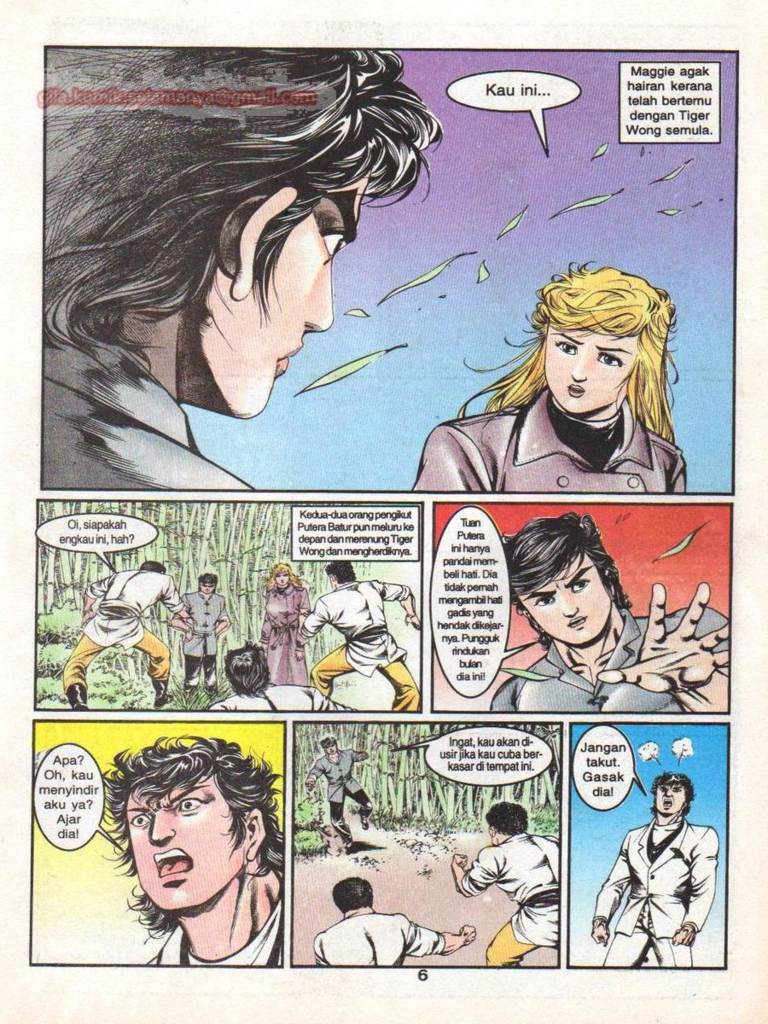 gila.komikselamanya@gmail.com
Kau ini...
Maggie agak
hairan kerana
telah bertemu
dengan Tiger
Wong semula.
Oi, siapakah
engkau ini, hah?
Kedua-dua orang pengikut
Putera Batur pun meluru ke
depan dan merenung Tiger
Wong dan mengherdiknya.
Tuan
Putera
ini hanya
pandai mem-
beli hati. Dia
tidak pernah
mengambil hati
gadis yang
hendak dikejar-
nya. Pungguk
rindukan
bulan
dia ini!
Apa?
Oh, kau
menyindir
aku ya?
Ajar
dia!
Ingat, kau akan di-
usir jika kau cuba ber-
kasar di tempat ini.
Jangan
takut.
Gasak
dia!
6